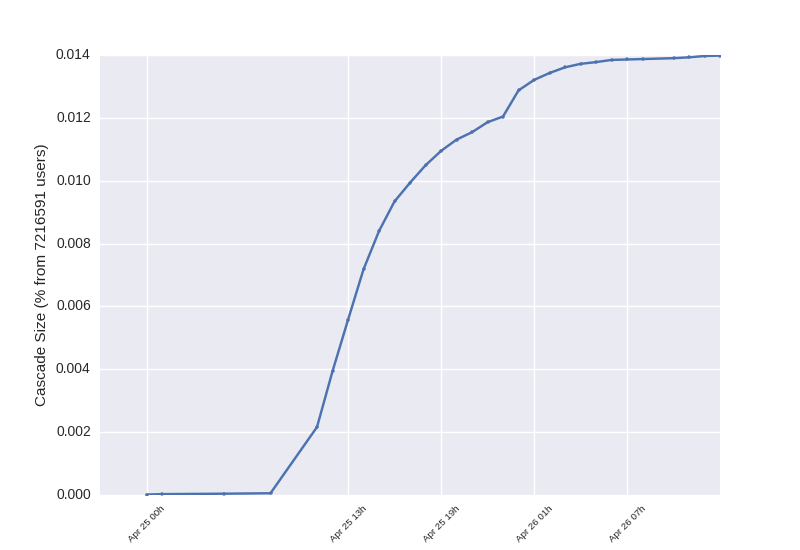 0.014
0.012
0.010
0.008
0.006
0.004
0.002
0.000
Cascade Size (% from 7216591 users)
Apr 25 00h
Apr 25 13h
Apr 25 19h
Apr 26 01h
Apr 26 07h